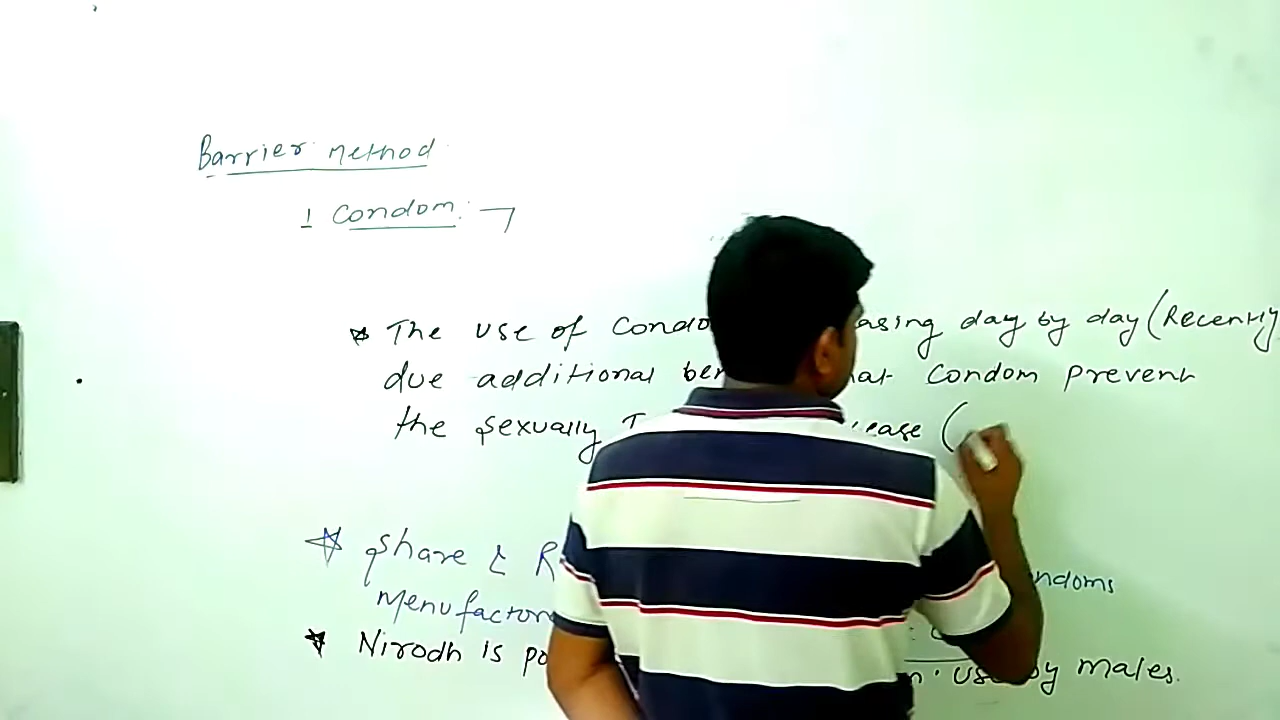 Barrier Method
1 Condom:
* The use of Condo asing day by day (Recently
due additional ben hat Condom prevent
the sexually T ease (
* Share & R ndoms
Menufactor
* Nirodh is po m. use by males.